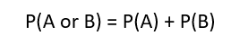 P(A or B) = P(A) + P(B)